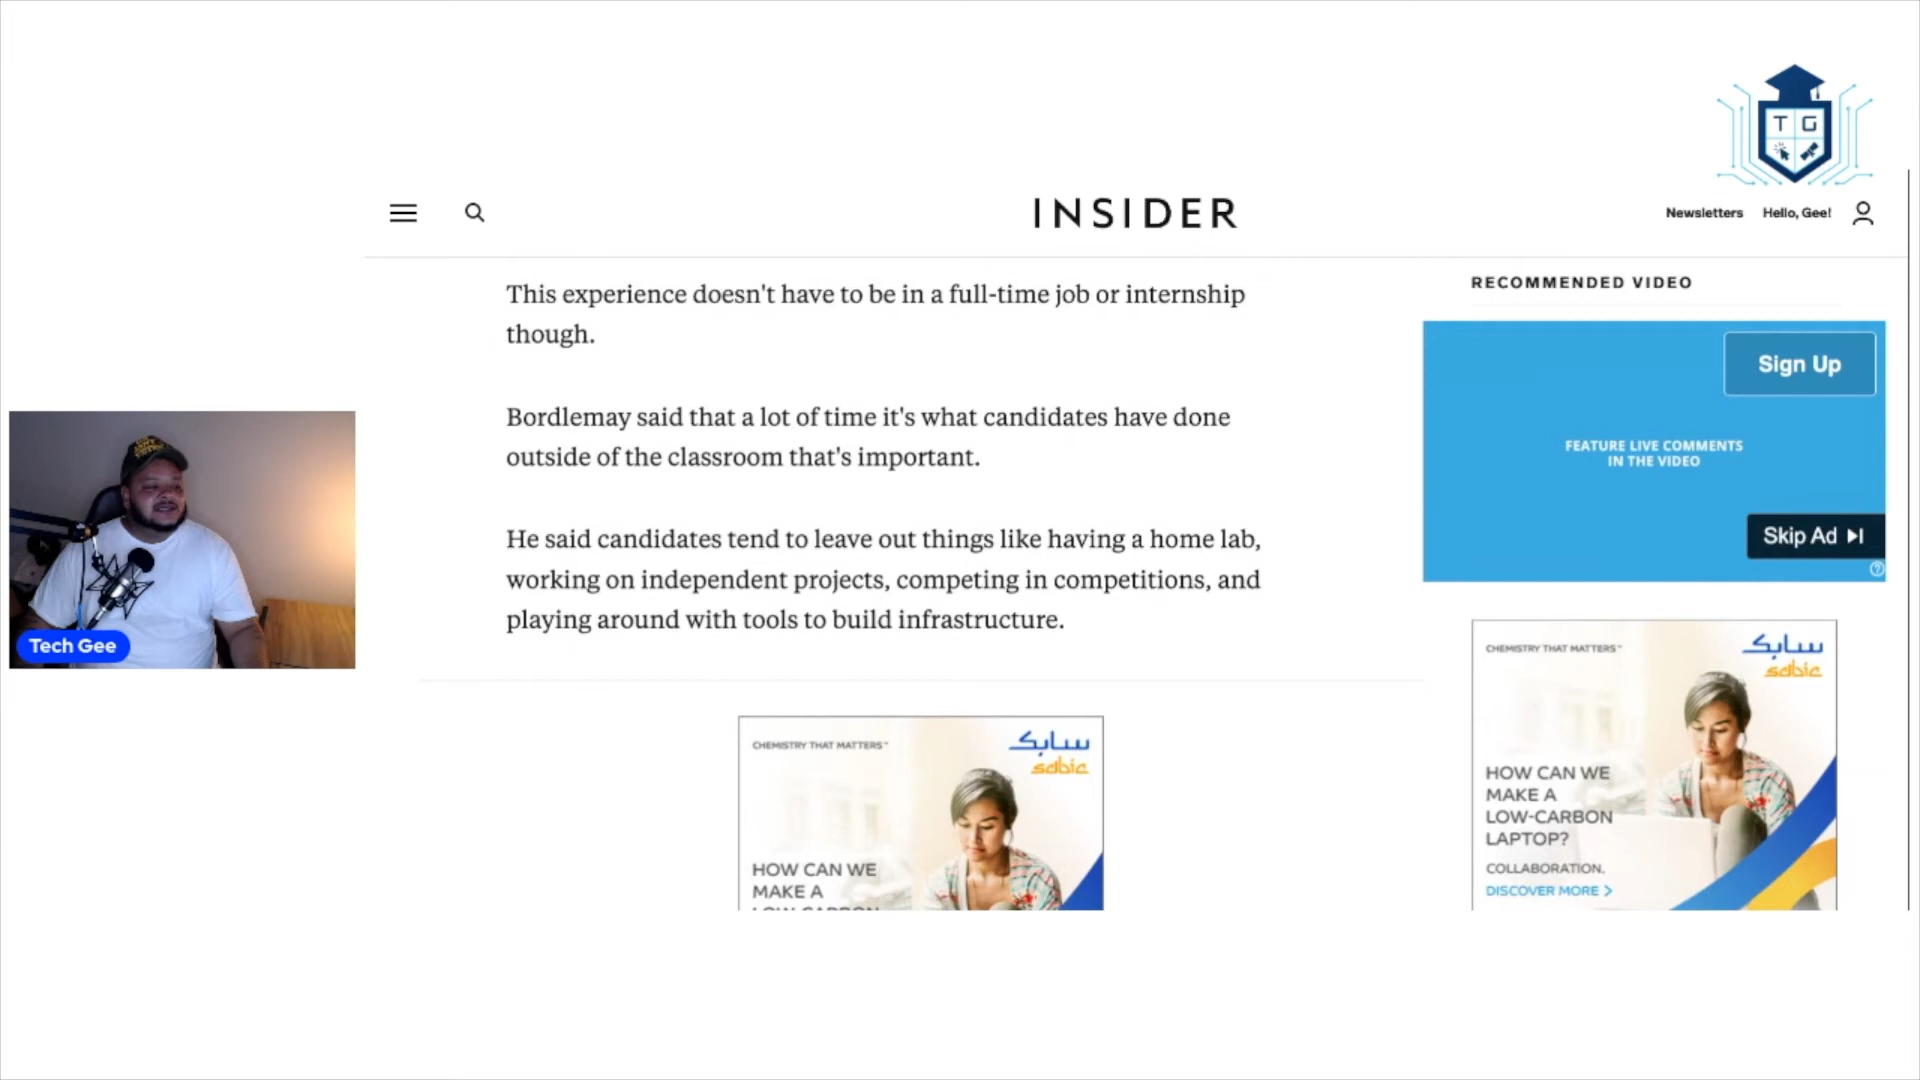 T G
INSIDER
Newsletters
Hello, Gee!
This experience doesn't have to be in a full-time job or internship
though.
Bordlemay said that a lot of time it's what candidates have done
outside of the classroom that's important.
He said candidates tend to leave out things like having a home lab,
working on independent projects, competing in competitions, and
playing around with tools to build infrastructure.
Tech Gee
RECOMMENDED VIDEO
Sign Up
FEATURE LIVE COMMENTS
IN THE VIDEO
Skip Ad
CHEMISTRY THAT MATTERS™
سابك
sabic
HOW CAN WE
MAKE A
CHEMISTRY THAT MATTERS™
سابك
sabic
HOW CAN WE
MAKE A
LOW-CARBON
LAPTOP?
COLLABORATION.
DISCOVER MORE >